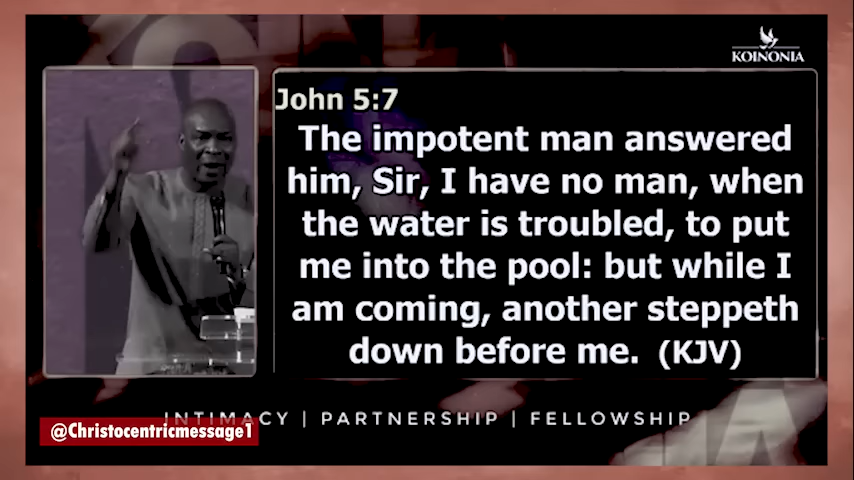 KOINONIA
John 5:7
The impotent man answered
him, Sir, I have no man, when
the water is troubled, to put
me into the pool: but while I
am coming, another steppeth
down before me. (KJV)
INTIMACY | PARTNERSHIP | FELLOWSHIP
@Christocentricmessage1